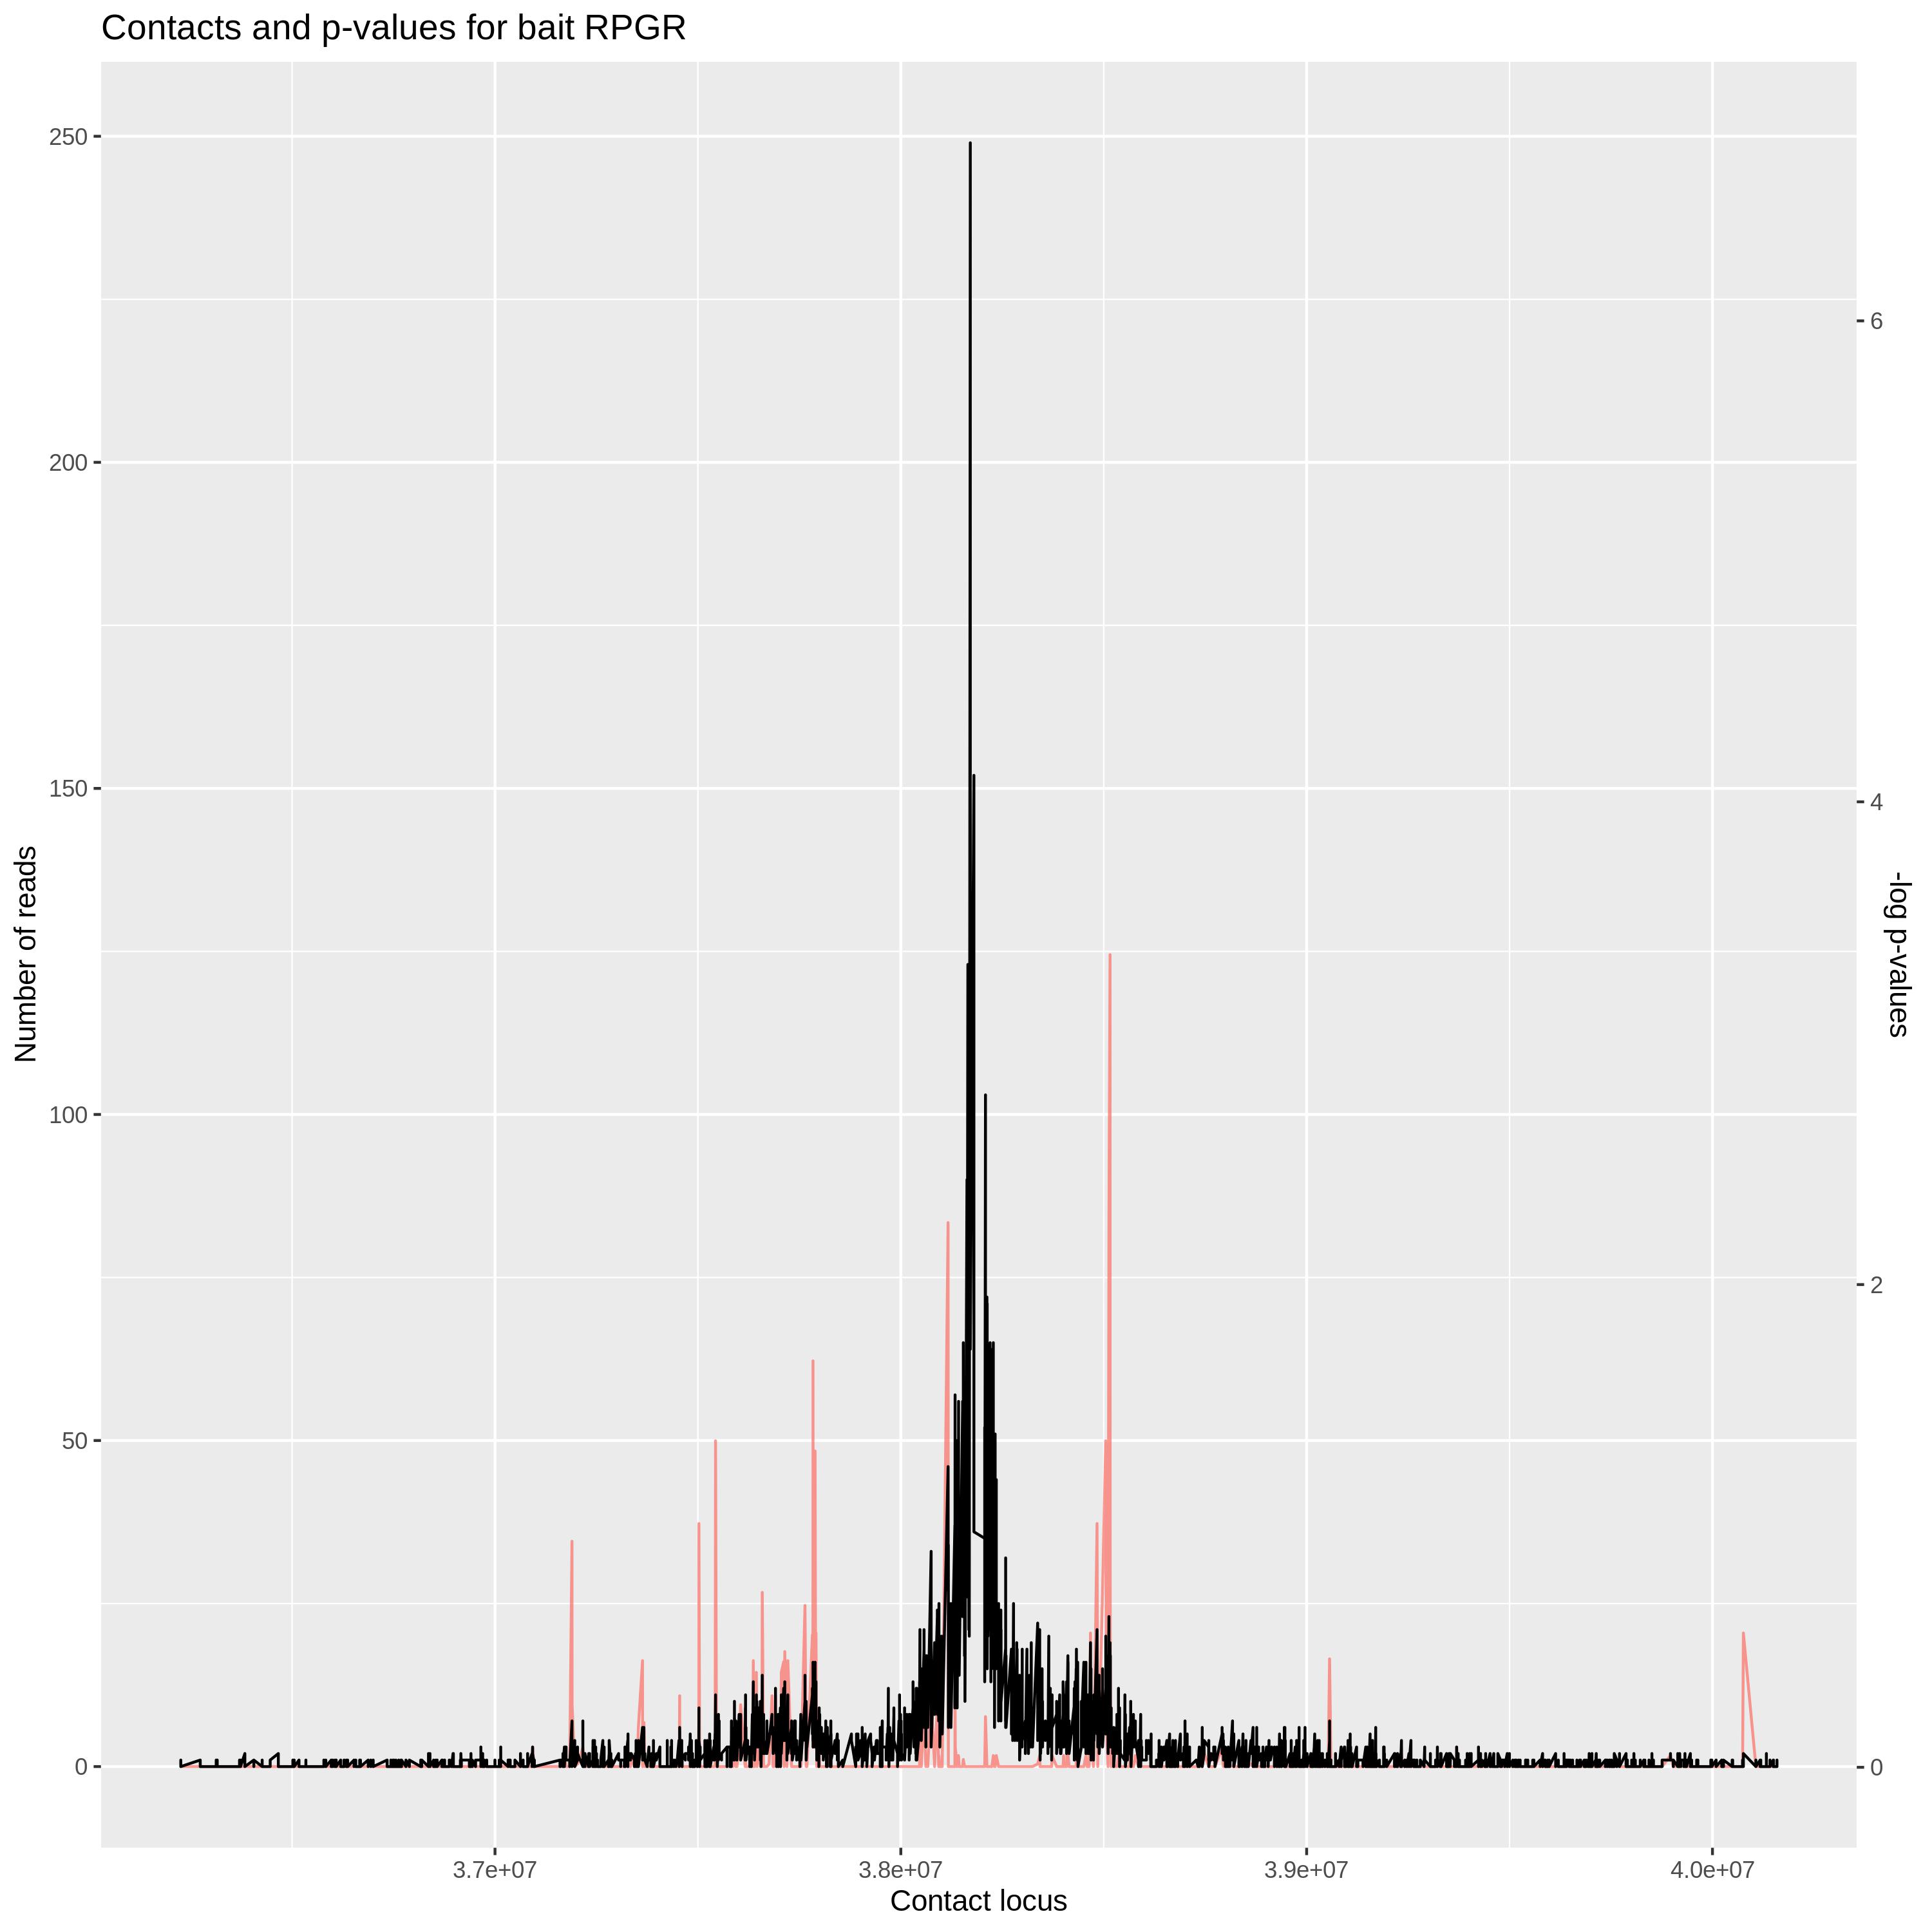 Contacts and p-values for bait RPGR
250
200
150
100
50
0
Number of reads
6
4
2
0
-log p-values
3.7e+07
3.8e+07
3.9e+07
4.0e+07
Contact locus